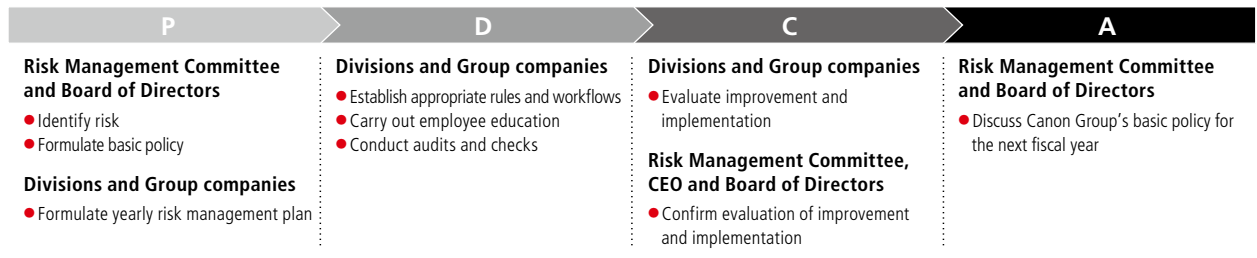 P
D
C
A
Risk Management Committee
and Board of Directors
Identify risk
Formulate basic policy
Divisions and Group companies
Formulate yearly risk management plan
Divisions and Group companies
Establish appropriate rules and workflows
Carry out employee education
Conduct audits and checks
Divisions and Group companies
Evaluate improvement and
implementation
Risk Management Committee,
CEO and Board of Directors
Confirm evaluation of improvement
and implementation
Risk Management Committee
and Board of Directors
Discuss Canon Group’s basic policy for
the next fiscal year